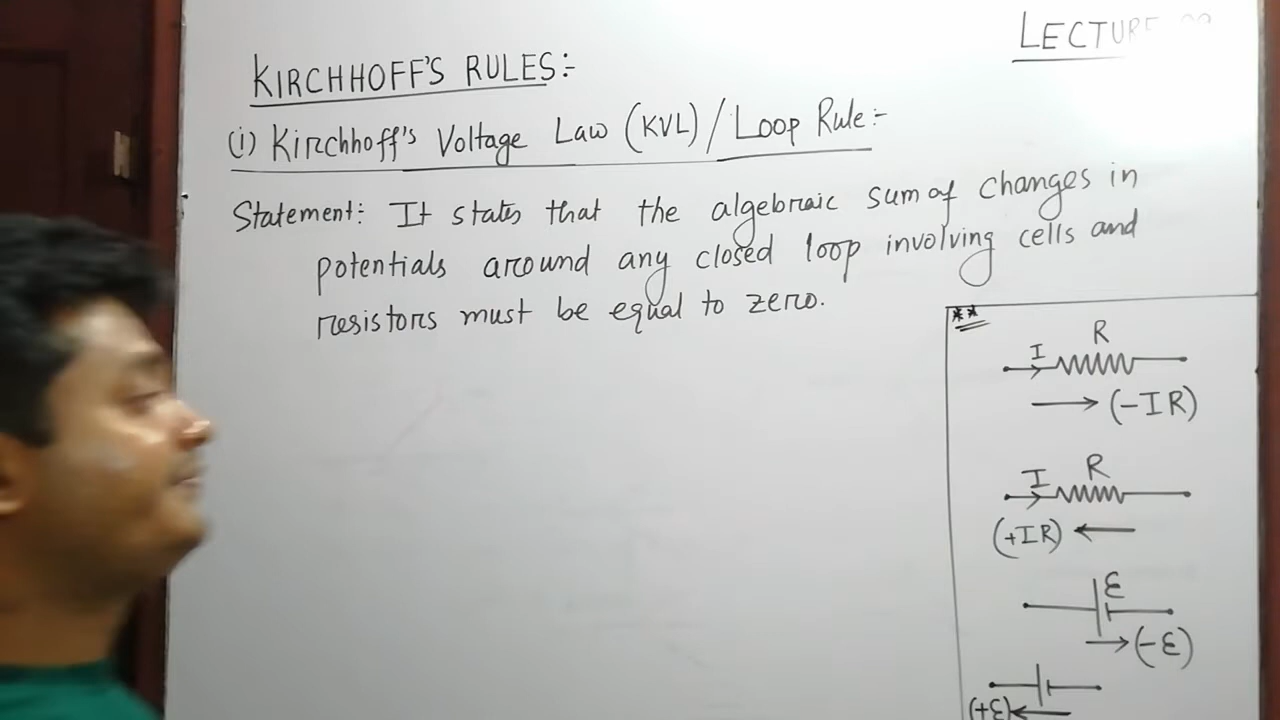 LECTURE
KIRCHHOFF'S RULES:-
(i) Kirchhoff's Voltage Law (KVL) / Loop Rule:-
Statement: It states that the algebraic sum of changes in
potentials around any closed loop involving cells and
resistors must be equal to zero.
**
R
I
(-IR)
R
I
(+IR)
ε
(-ε)
(+ε)